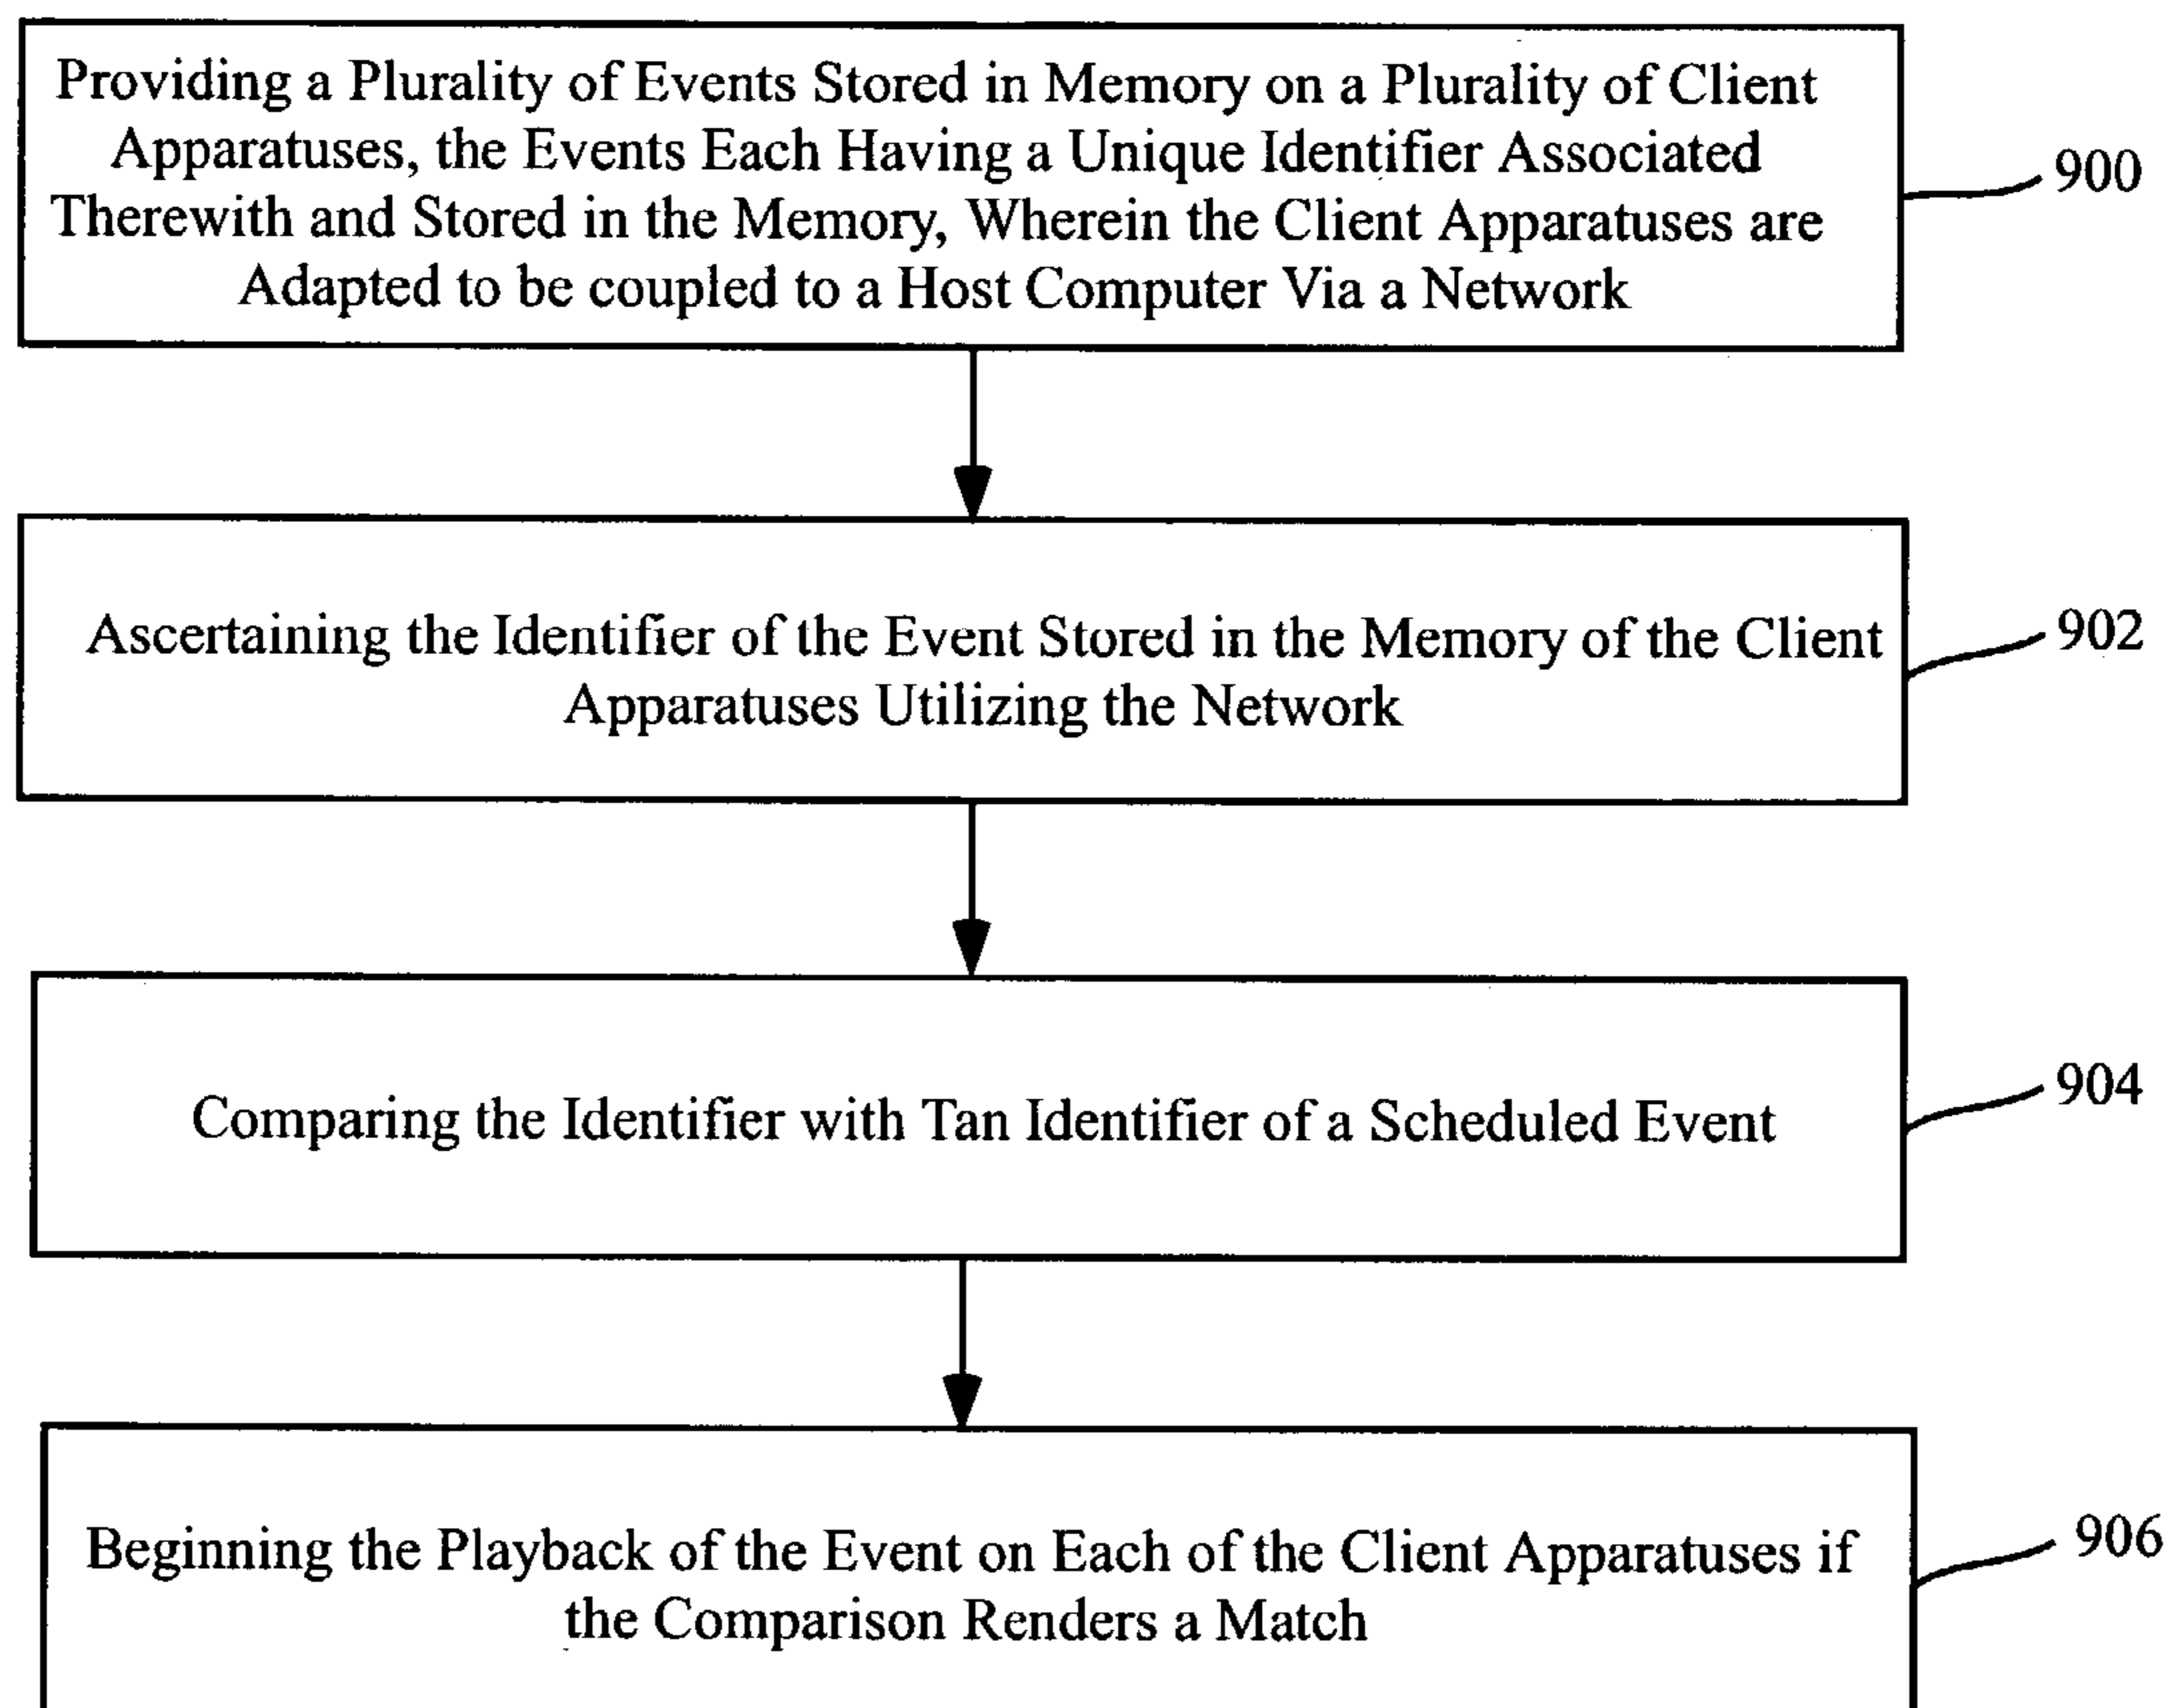 Providing a Plurality of Events Stored in Memory on a Plurality of Client
Apparatuses, the Events Each Having a Unique Identifier Associated
Therewith and Stored in the Memory, Wherein the Client Apparatuses are
Adapted to be coupled to a Host Computer Via a Network
900
Ascertaining the Identifier of the Event Stored in the Memory of the Client
Apparatuses Utilizing the Network
902
Comparing the Identifier with Tan Identifier of a Scheduled Event
904
Beginning the Playback of the Event on Each of the Client Apparatuses if
the Comparison Renders a Match
906